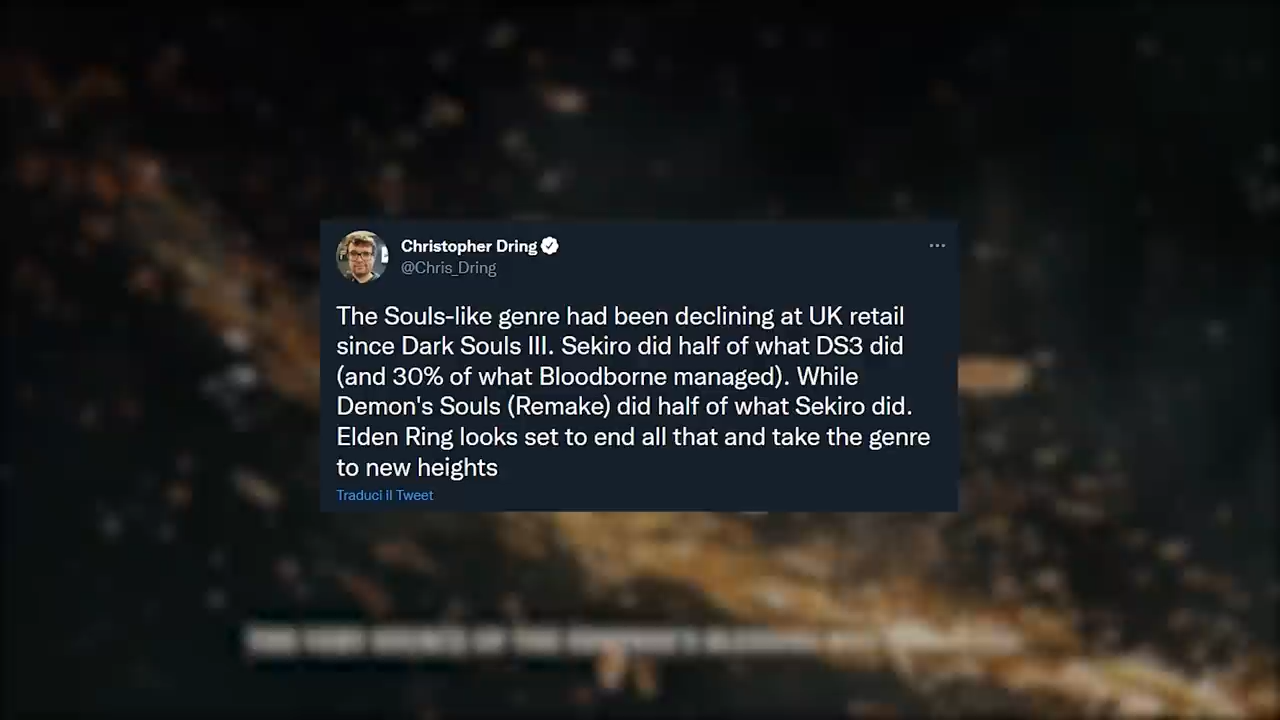 Christopher Dring
@Chris_Dring
The Souls-like genre had been declining at UK retail
since Dark Souls III. Sekiro did half of what DS3 did
(and 30% of what Bloodborne managed). While
Demon's Souls (Remake) did half of what Sekiro did.
Elden Ring looks set to end all that and take the genre
to new heights
Traduci il Tweet